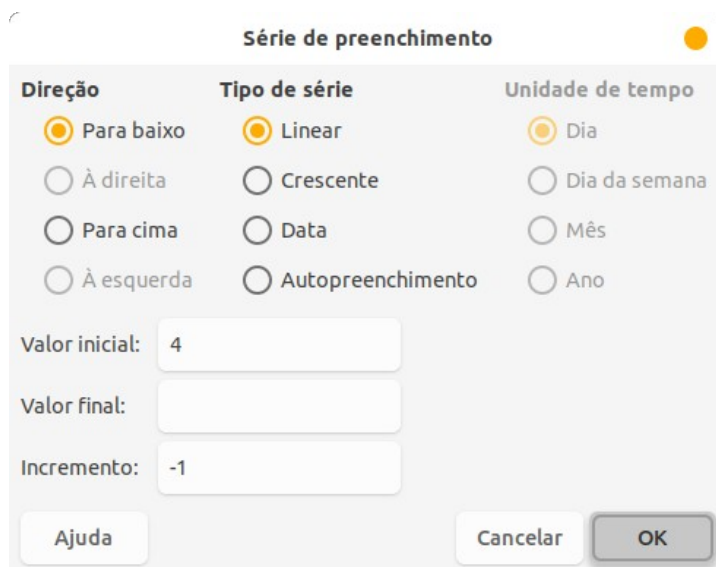 Série de preenchimento
Direção Tipo de série Unidade de tempo
Para baixo Linear Dia
À direita Crescente Dia da semana
Para cima Data Mês
À esquerda Autopreenchimento Ano
Valor inicial: 4
Valor final:
Incremento: -1
Ajuda Cancelar OK